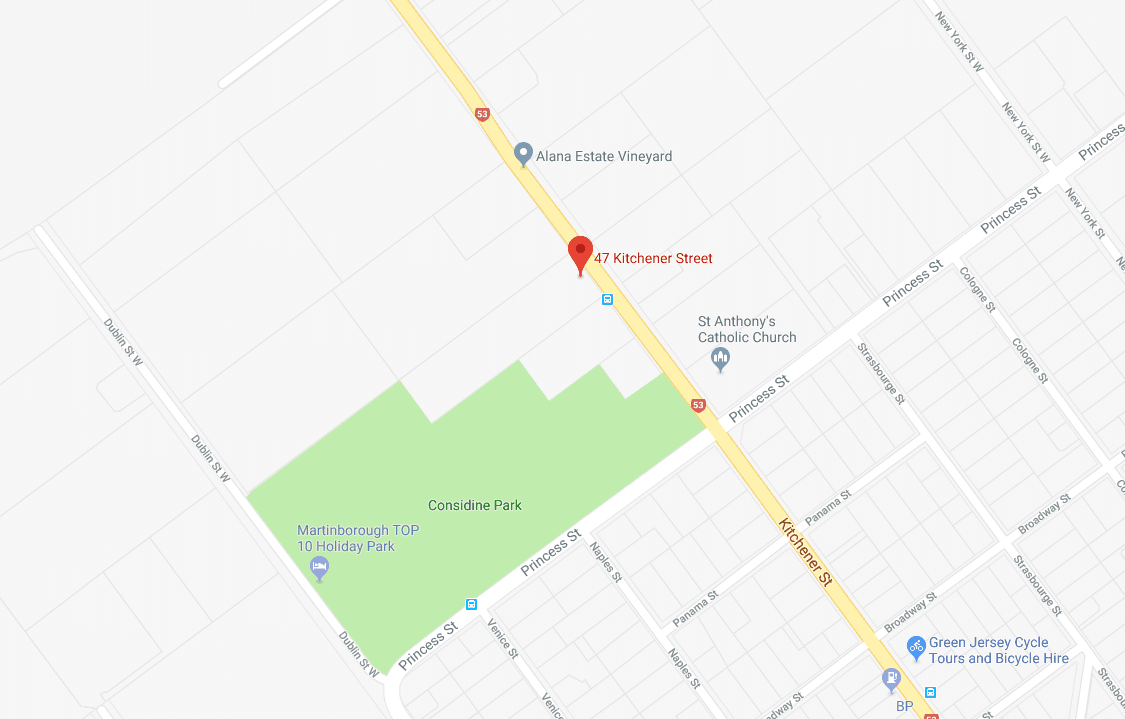 New York St W
53
Princess
Alana Estate Vineyard
New York St W
Princess St
New York St
47 Kitchener Street
Princess St
Cologne St
St Anthony's
Catholic Church
Dublin St W
Strasbourge St
Cologne St
Princess St
53
Dublin St W
Considine Park
Panama St
Broadway St
Martinborough TOP
10 Holiday Park
Princess St
Naples St
Kitchener St
Strasbourge St
Panama St
Broadway St
Princess St
Venice St
Dublin St W
Green Jersey Cycle
Tours and Bicycle Hire
Naples St
Strasbourg
Venice
BP
53